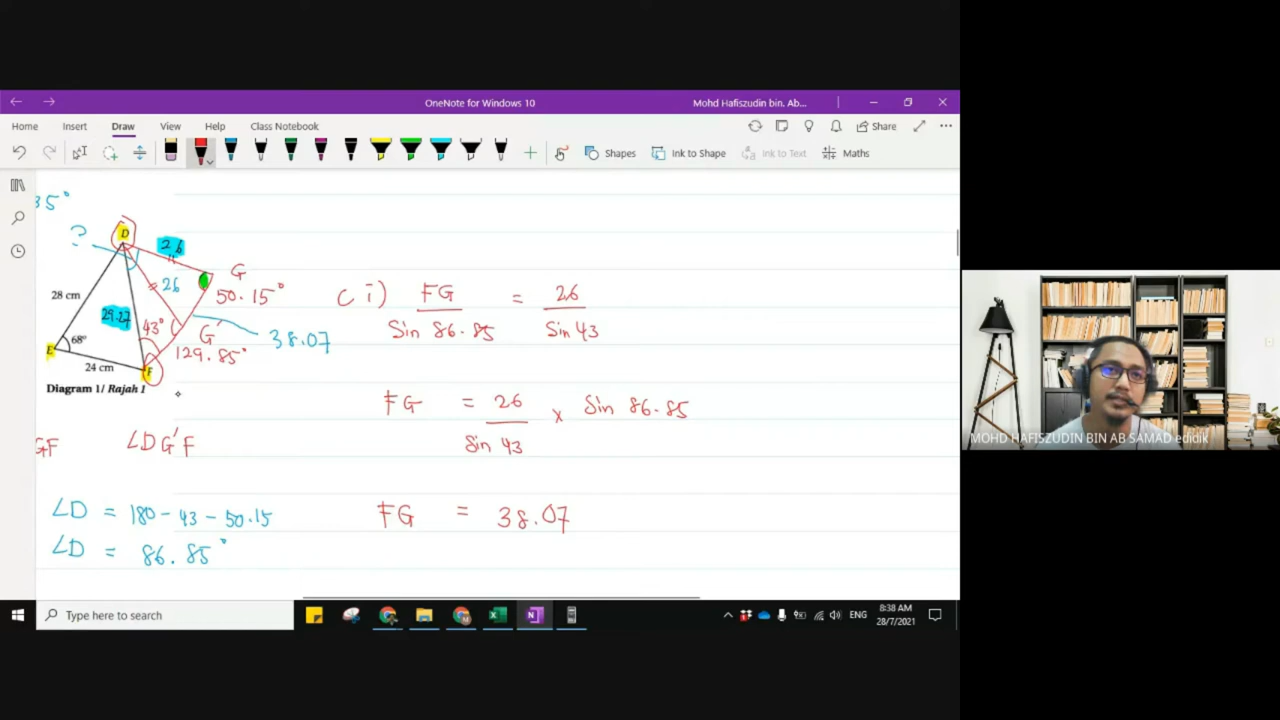 OneNote for Windows 10
Mohd Hafiszudin bin. Ab...
Home Insert Draw View Help Class Notebook
Share
Shapes Ink to Shape Ink to Text Maths
35°
D
?
26
G
26
50.15°
28 cm
29.27
43°
G'
38.07
E
68°
129.85°
24 cm
F
Diagram 1/ Rajah 1
GF ∠DG'F
∠D = 180 - 43 - 50.15
∠D = 86.85°
c i) FG = 26
Sin 86.85 Sin 43
FG = 26 x Sin 86.85
Sin 43
FG = 38.07
MOHD HAFISZUDIN BIN AB SAMAD edidik
Type here to search
ENG
8:38 AM
28/7/2021